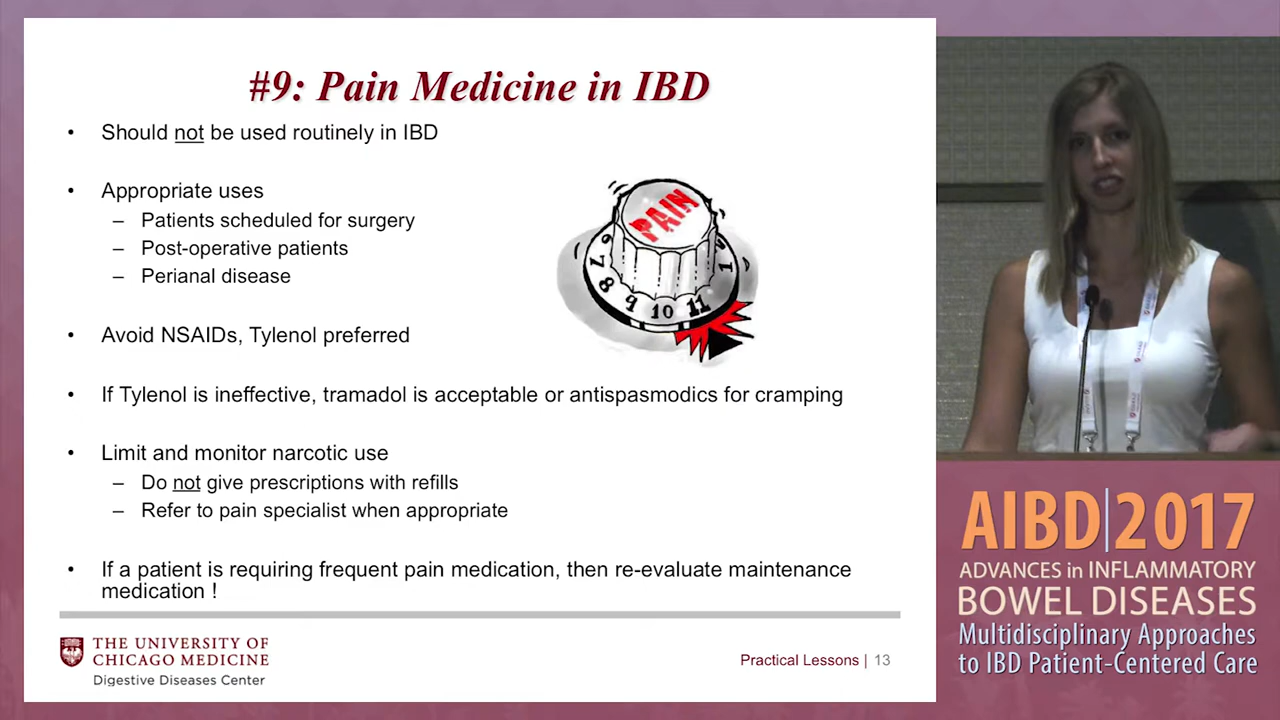 #9: Pain Medicine in IBD
• Should not be used routinely in IBD
• Appropriate uses
– Patients scheduled for surgery
– Post-operative patients
– Perianal disease
PAIN
1
6
7
8
9
10
11
• Avoid NSAIDs, Tylenol preferred
• If Tylenol is ineffective, tramadol is acceptable or antispasmodics for cramping
• Limit and monitor narcotic use
– Do not give prescriptions with refills
– Refer to pain specialist when appropriate
• If a patient is requiring frequent pain medication, then re-evaluate maintenance
medication !
THE UNIVERSITY OF
CHICAGO MEDICINE
Digestive Diseases Center
Practical Lessons | 13
AIBD|2017
ADVANCES in INFLAMMATORY
BOWEL DISEASES
Multidisciplinary Approaches
to IBD Patient-Centered Care